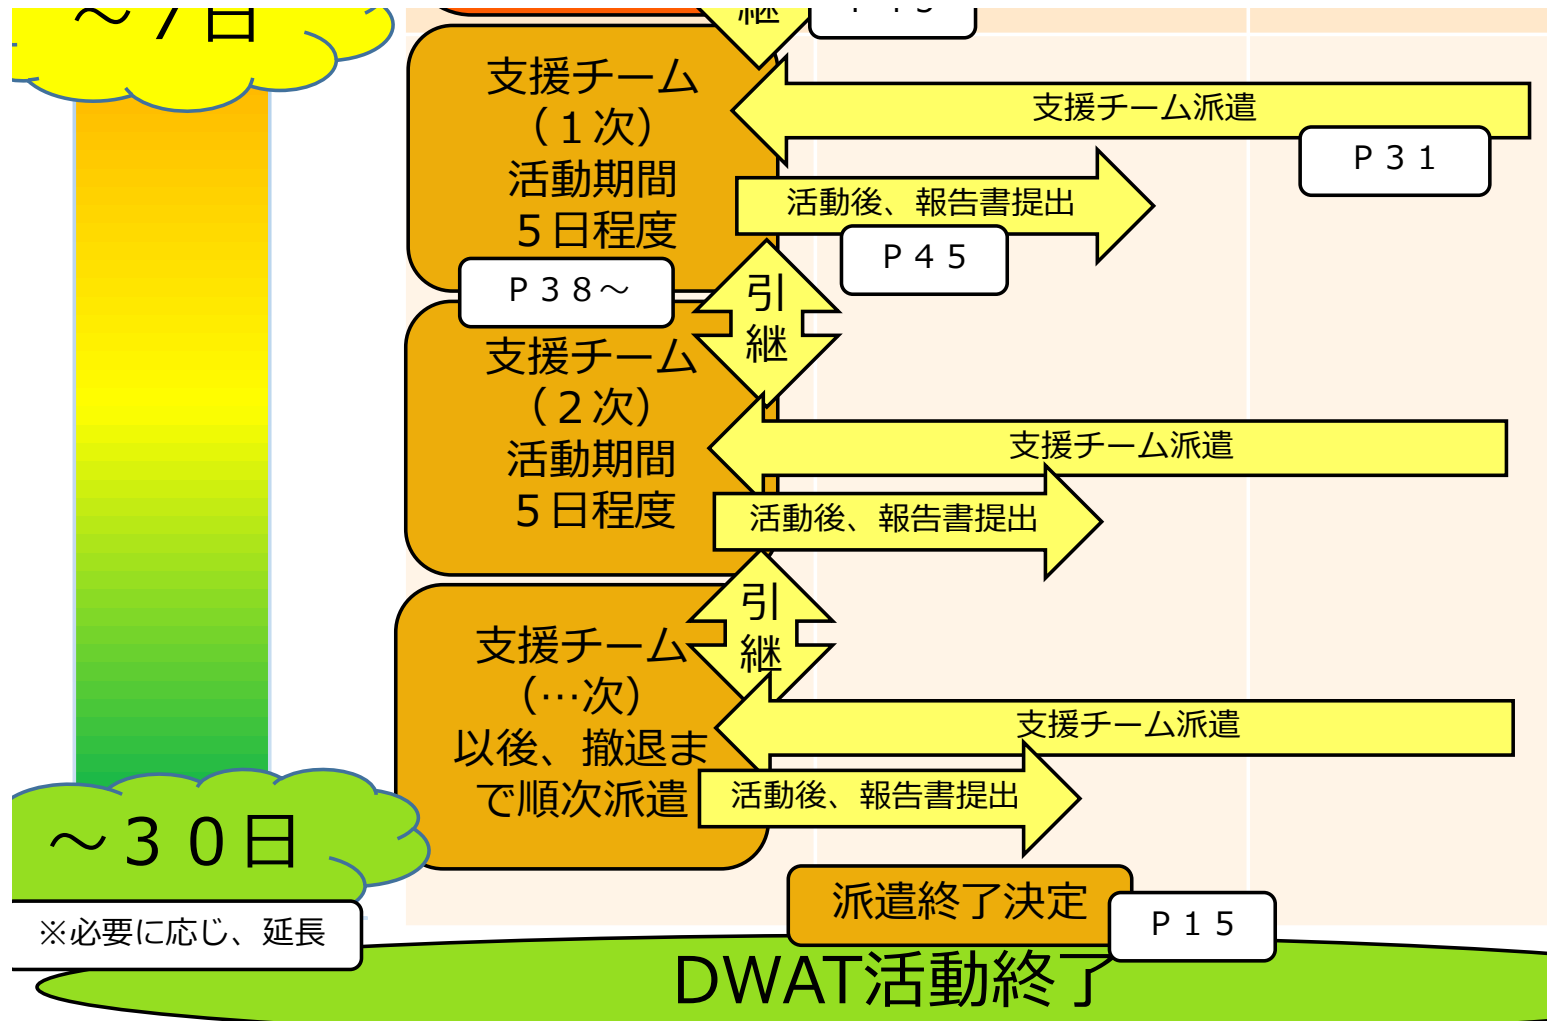 ～７日
継
支援チーム
（１次）
活動期間
５日程度
支援チーム派遣
Ｐ３１
活動後、報告書提出
Ｐ４５
Ｐ３８～
引
継
支援チーム
（２次）
活動期間
５日程度
支援チーム派遣
活動後、報告書提出
引
継
支援チーム
（…次）
以後、撤退ま
で順次派遣
支援チーム派遣
活動後、報告書提出
～３０日
※必要に応じ、延長
派遣終了決定
Ｐ１５
DWAT活動終了